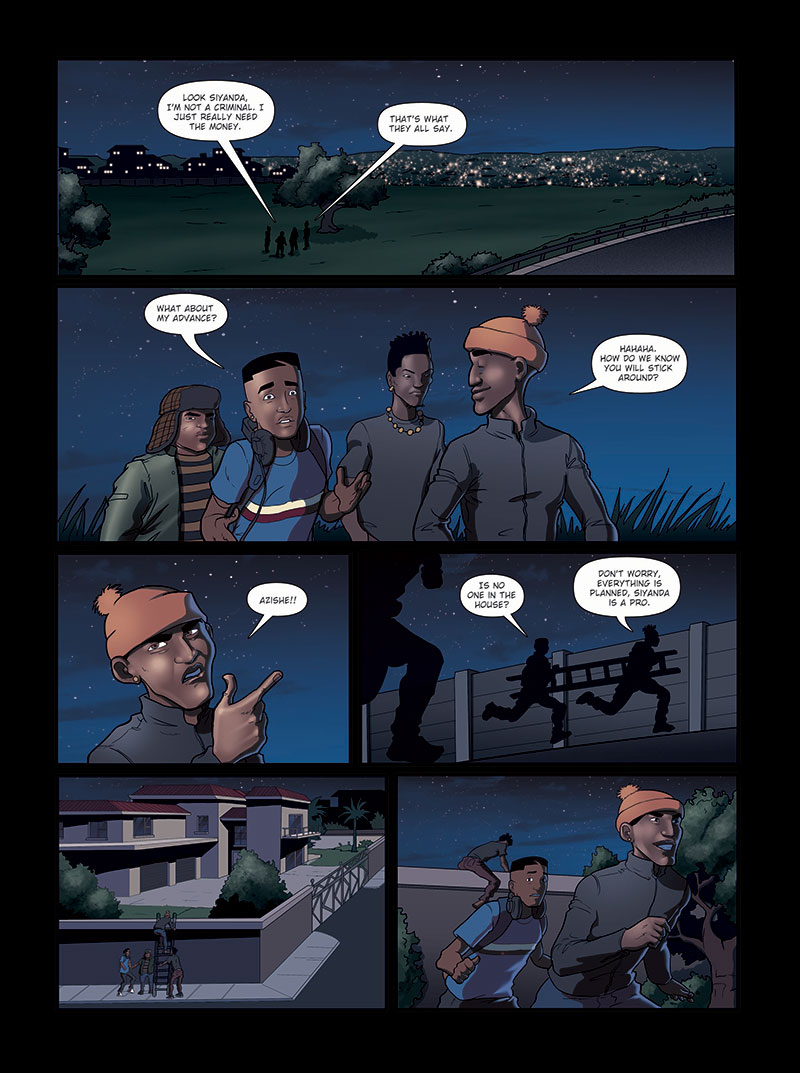 LOOK SIYANDA,
I'M NOT A CRIMINAL. I
JUST REALLY NEED
THE MONEY.
THAT'S WHAT
THEY ALL SAY.
WHAT ABOUT
MY ADVANCE?
HAHAHA.
HOW DO WE KNOW
YOU WILL STICK
AROUND?
AZISHE!!
IS NO
ONE IN THE
HOUSE?
DON'T WORRY,
EVERYTHING IS
PLANNED, SIYANDA
IS A PRO.